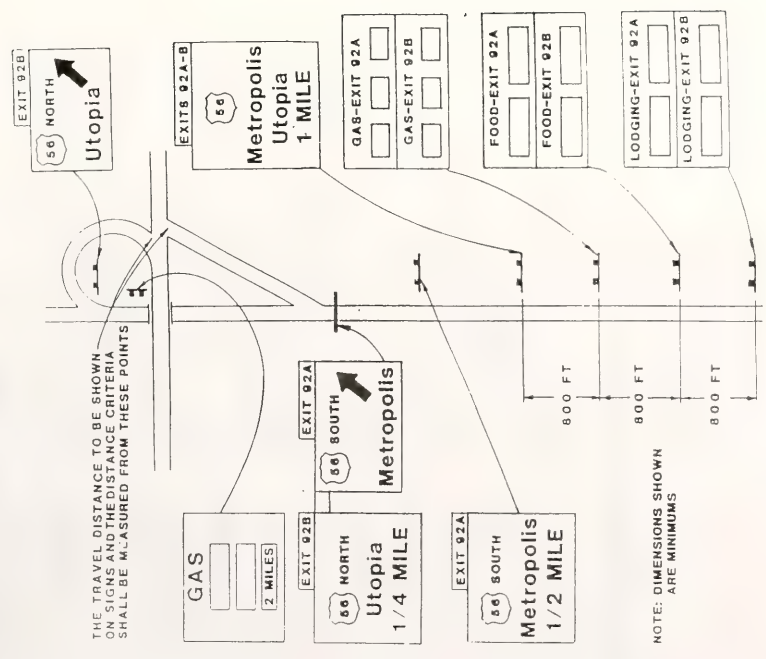 THE TRAVEL DISTANCE TO BE SHOWN
ON SIGNS AND THE DISTANCE CRITERIA
SHALL BE MEASURED FROM THESE POINTS
EXIT 92B
56 NORTH
Utopia
GAS
2 MILES
EXITS 92A-B
56
Metropolis
Utopia
1 MILE
EXIT 92B
56 NORTH
Utopia
1/4 MILE
EXIT 92A
56 SOUTH
Metropolis
GAS-EXIT 92A
GAS-EXIT 92B
EXIT 92A
56 SOUTH
Metropolis
1/2 MILE
FOOD-EXIT 92A
FOOD-EXIT 92B
800 FT
800 FT
800 FT
LODGING-EXIT 92A
LODGING-EXIT 92B
NOTE: DIMENSIONS SHOWN
ARE MINIMUMS